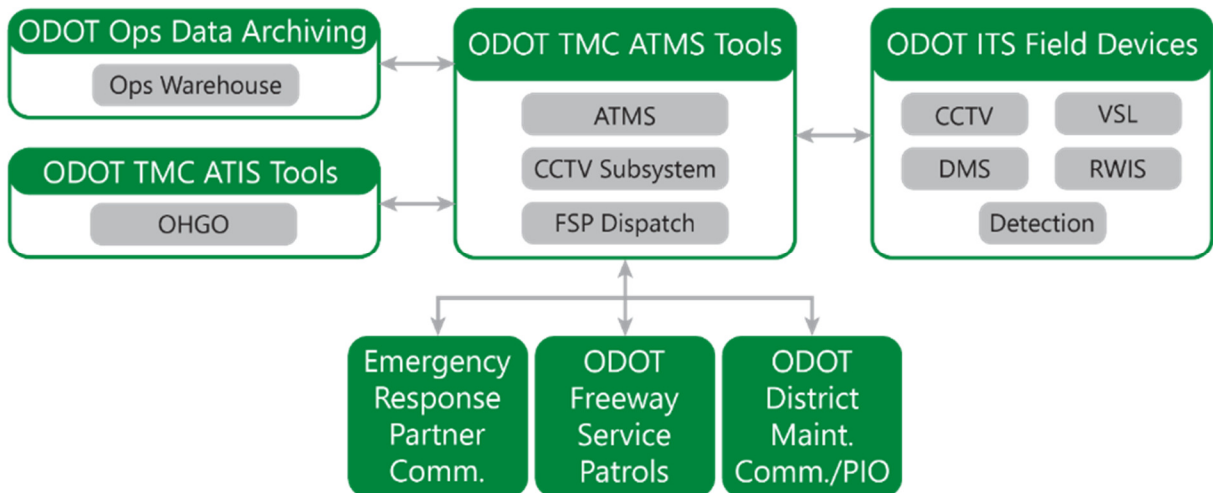 ODOT Ops Data Archiving
Ops Warehouse
ODOT TMC ATIS Tools
OHGO
ODOT TMC ATMS Tools
ATMS
CCTV Subsystem
FSP Dispatch
ODOT ITS Field Devices
CCTV
VSL
DMS
RWIS
Detection
Emergency
Response
Partner
Comm.
ODOT
Freeway
Service
Patrols
ODOT
District
Maint.
Comm./PIO